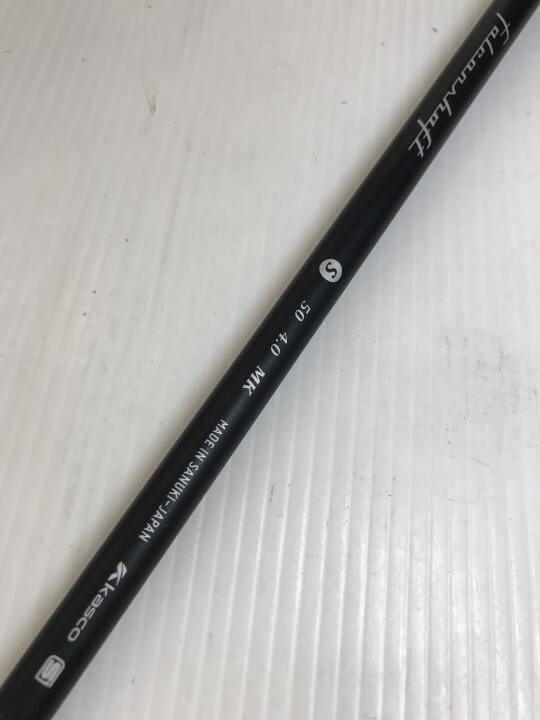 Falconshaft
S
50 4.0 MK
MADE IN SANUKI-JAPAN
Kasco S